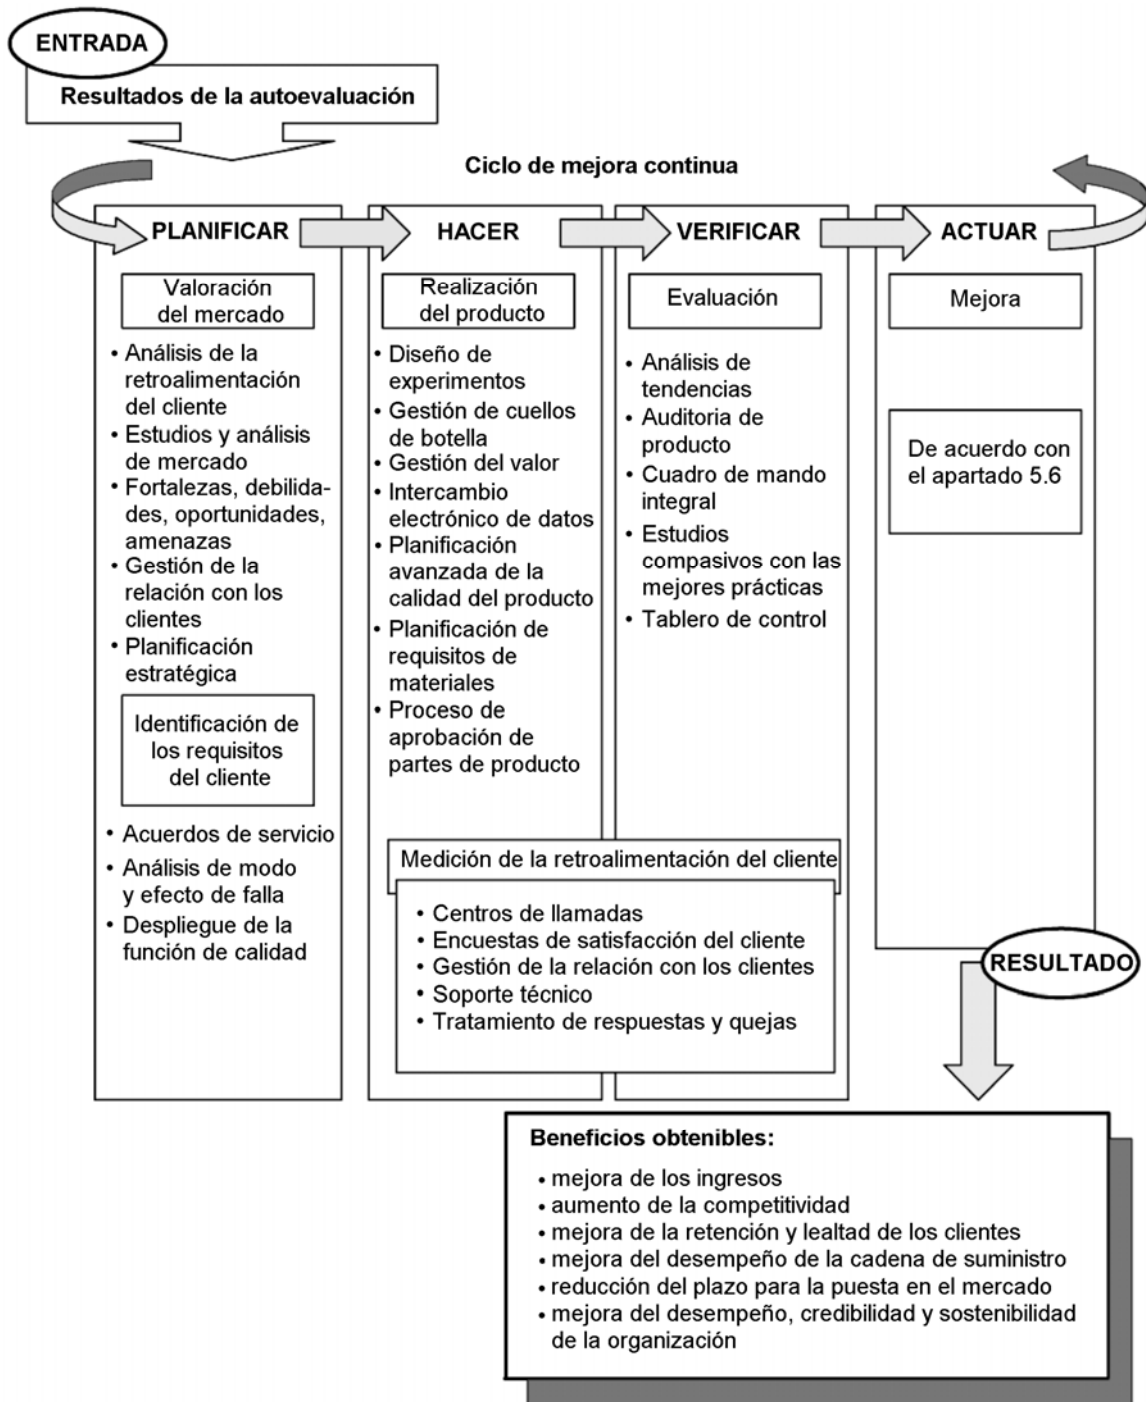 ENTRADA
Resultados de la autoevaluación
Ciclo de mejora continua
PLANIFICAR
Valoración
del mercado
• Análisis de la
retroalimentación
del cliente
• Estudios y análisis
de mercado
• Fortalezas, debilida-
des, oportunidades,
amenazas
• Gestión de la
relación con los
clientes
• Planificación
estratégica
Identificación de
los requisitos
del cliente
• Acuerdos de servicio
• Análisis de modo
y efecto de falla
• Despliegue de la
función de calidad
HACER
Realización
del producto
• Diseño de
experimentos
• Gestión de cuellos
de botella
• Gestión del valor
• Intercambio
electrónico de datos
• Planificación
avanzada de la
calidad del producto
• Planificación de
requisitos de
materiales
• Proceso de
aprobación de
partes de producto
VERIFICAR
Evaluación
• Análisis de
tendencias
• Auditoria de
producto
• Cuadro de mando
integral
• Estudios
compasivos con las
mejores prácticas
• Tablero de control
Medición de la retroalimentación del cliente
• Centros de llamadas
• Encuestas de satisfacción del cliente
• Gestión de la relación con los clientes
• Soporte técnico
• Tratamiento de respuestas y quejas
ACTUAR
Mejora
De acuerdo con
el apartado 5.6
RESULTADO
Beneficios obtenibles:
• mejora de los ingresos
• aumento de la competitividad
• mejora de la retención y lealtad de los clientes
• mejora del desempeño de la cadena de suministro
• reducción del plazo para la puesta en el mercado
• mejora del desempeño, credibilidad y sostenibilidad
de la organización